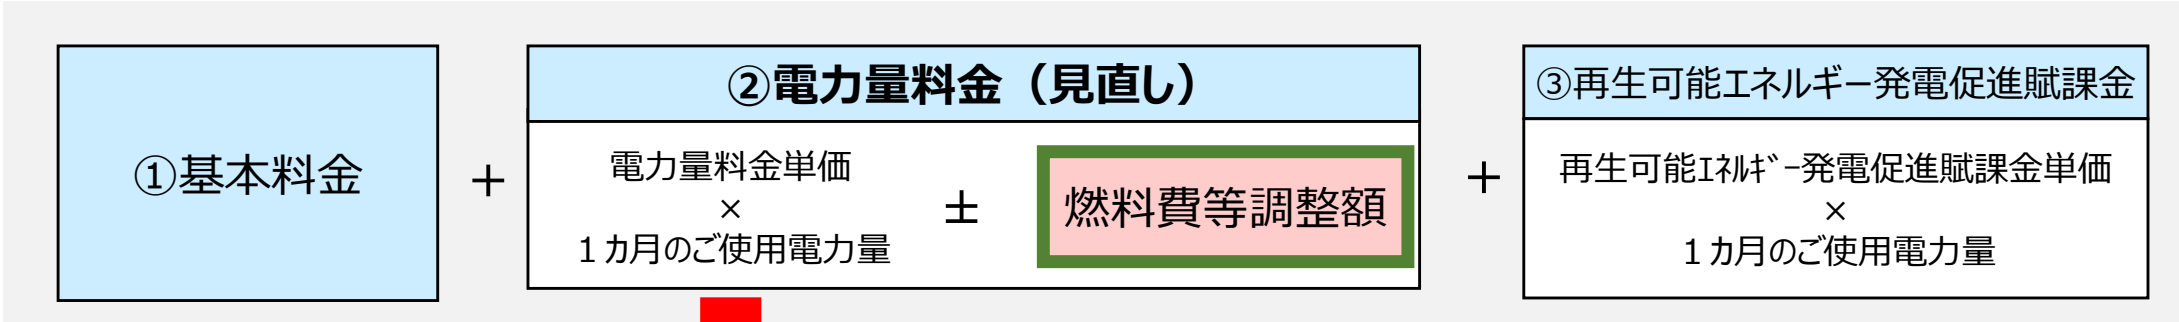 ①基本料金
＋
②電力量料金（見直し）
電力量料金単価
×
１カ月のご使用電力量
±
燃料費等調整額
＋
③再生可能エネルギー発電促進賦課金
再生可能ｴﾈﾙｷﾞｰ発電促進賦課金単価
×
１カ月のご使用電力量